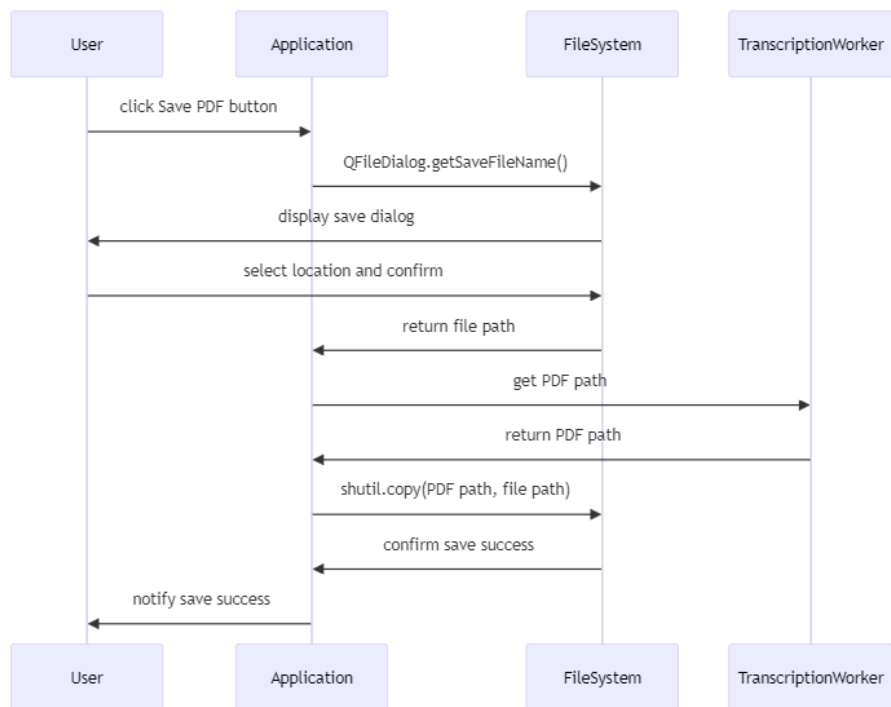 User Application FileSystem TranscriptionWorker
click Save PDF button
QFileDialog.getSaveFileName()
display save dialog
select location and confirm
return file path
get PDF path
return PDF path
shutil.copy(PDF path, file path)
confirm save success
notify save success
User Application FileSystem TranscriptionWorker